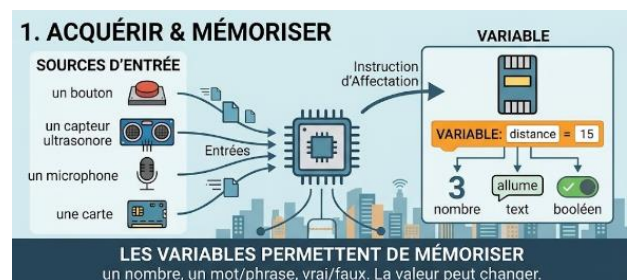 1. ACQUÉRIR & MÉMORISER
SOURCES D'ENTRÉE
un bouton
un capteur
ultrasonore
un microphone
une carte
Entrées
Instruction
d'Affectation
VARIABLE
VARIABLE: distance = 15
3
nombre
allume
text
booléen
LES VARIABLES PERMETTENT DE MÉMORISER
un nombre, un mot/phrase, vrai/faux. La valeur peut changer.